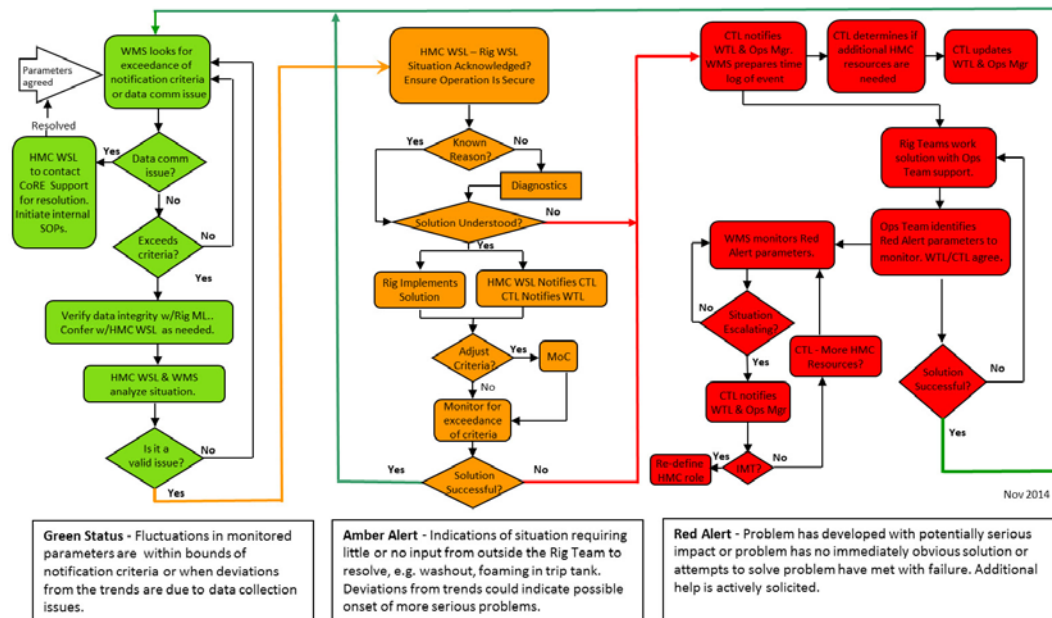 Parameters
agreed
WMS looks for
exceedance of
notification criteria
or data comm issue
Resolved
HMC WSL
to contact
CoRE Support
for resolution.
Initiate internal
SOPs.
Yes
Data comm
issue?
No
Exceeds
criteria?
No
Yes
Verify data integrity w/Rig ML..
Confer w/HMC WSL as needed.
HMC WSL & WMS
analyze situation.
Is it a
valid issue?
No
Yes
HMC WSL – Rig WSL
Situation Acknowledged?
Ensure Operation Is Secure
Yes
Known
Reason?
No
Diagnostics
Solution Understood?
No
Yes
Rig Implements
Solution
HMC WSL Notifies CTL
CTL Notifies WTL
Adjust
Criteria?
Yes
MoC
No
Monitor for
exceedance
of criteria
Yes
Solution
Successful?
No
CTL notifies
WTL & Ops Mgr.
WMS prepares time
log of event
CTL determines if
additional HMC
resources are
needed
CTL updates
WTL & Ops Mgr
Rig Teams work
solution with Ops
Team support.
Ops Team identifies
Red Alert parameters to
monitor. WTL/CTL agree.
WMS monitors Red
Alert parameters.
No
Situation
Escalating?
Yes
CTL - More HMC
Resources?
CTL notifies
WTL & Ops Mgr
Re-define
HMC role
Yes
IMT?
No
Solution
Successful?
No
Yes
Nov 2014
Green Status - Fluctuations in monitored
parameters are within bounds of
notification criteria or when deviations
from the trends are due to data collection
issues.
Amber Alert - Indications of situation requiring
little or no input from outside the Rig Team to
resolve, e.g. washout, foaming in trip tank.
Deviations from trends could indicate possible
onset of more serious problems.
Red Alert - Problem has developed with potentially serious
impact or problem has no immediately obvious solution or
attempts to solve problem have met with failure. Additional
help is actively solicited.